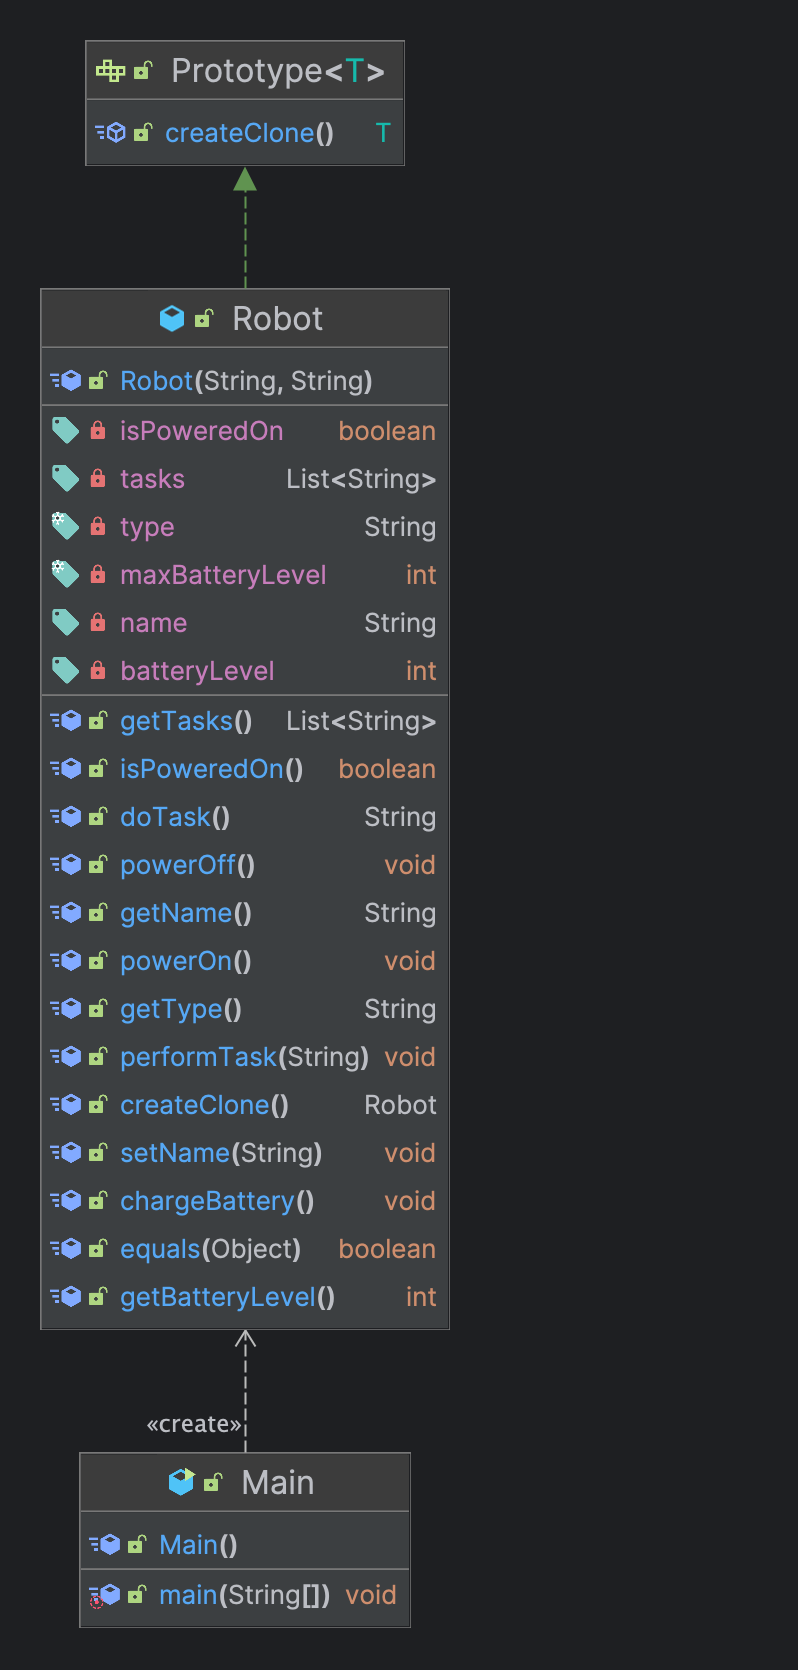 Prototype<T>
createClone() T
Robot
Robot(String, String)
isPoweredOn boolean
tasks List<String>
type String
maxBatteryLevel int
name String
batteryLevel int
getTasks() List<String>
isPoweredOn() boolean
doTask() String
powerOff() void
getName() String
powerOn() void
getType() String
performTask(String) void
createClone() Robot
setName(String) void
chargeBattery() void
equals(Object) boolean
getBatteryLevel() int
«create»
Main
Main()
main(String[]) void